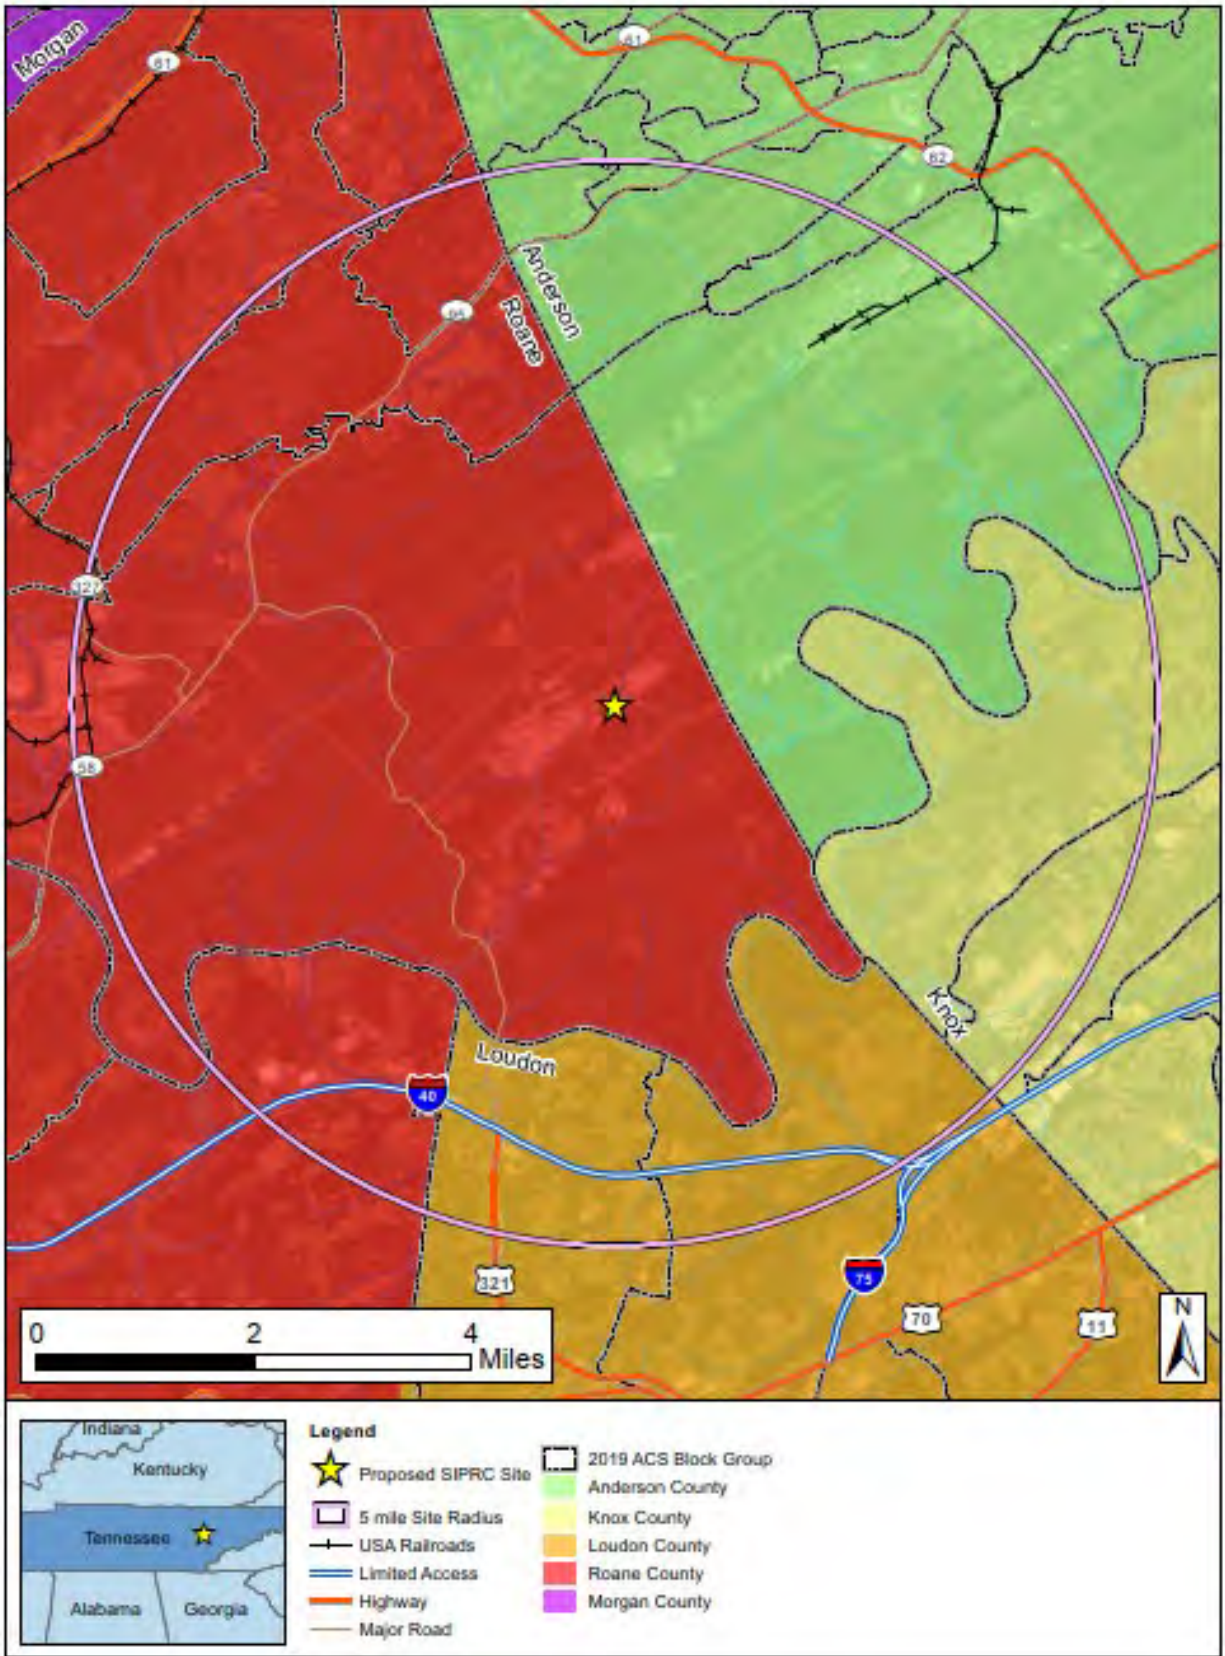 Morgan
61
61
62
Anderson
Roane
95
327
58
Knox
Loudon
40
321
75
70
11
0 2 4
Miles
N
Indiana
Kentucky
Tennessee
Alabama
Georgia
Legend
Proposed SIPRC Site
5 mile Site Radius
USA Railroads
Limited Access
Highway
Major Road
2019 ACS Block Group
Anderson County
Knox County
Loudon County
Roane County
Morgan County